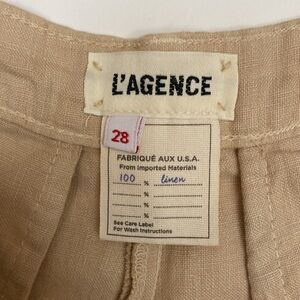 L'AGENCE
28
FABRIQUÉ AUX U.S.A.
From Imported Materials
100 % linen
%
%
%
See Care Label
For Wash Instructions